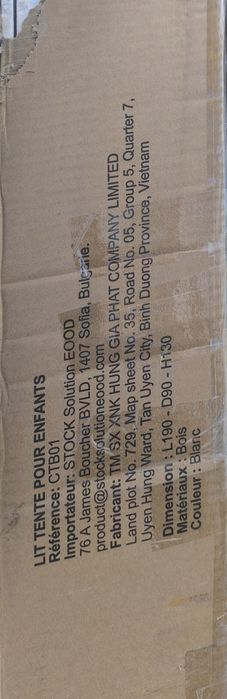 LIT TENTE POUR ENFANTS
Référence: CTB01
Importateur: STOCK Solution EOOD
76 A James Boucher BVLD, 1407 Sofia, Bulgarie.
product@stocksolutioneood.com
Fabricant: TM SX XNK HUNG GIA PHAT COMPANY LIMITED
Land plot No. 729, Map sheet No. 35, Road No. 05, Group 5, Quarter 7,
Uyen Hung Ward, Tan Uyen City, Binh Duong Province, Vietnam
Dimension : L190 - D90 - H130
Matériaux : Bois
Couleur : Blanc